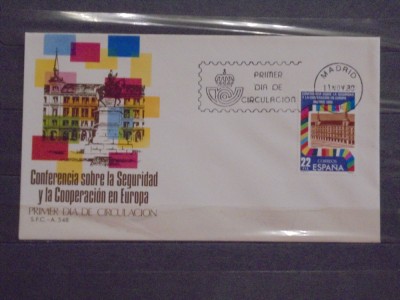 PRIMER
DIA DE
CIRCULACION
MADRID
22
CORREOS
ESPAÑA
Conferencia sobre la Seguridad
y la Cooperación en Europa
PRIMER DIA DE CIRCULACION
S.F.C. - A. 548